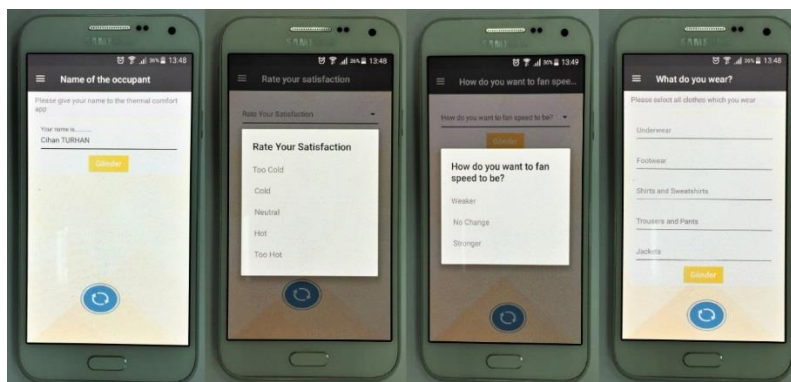 13:48
Name of the occupant
Please give your name to the thermal comfort
app
Your name is.........
Cihan TURHAN
Gönder
36% 13:48
Rate your satisfaction
Rate Your Satisfaction
Rate Your Satisfaction
Too Cold
Cold
Neutral
Hot
Too Hot
13:49
How do you want to fan spee...
How do you want to fan speed to be?
Gönder
How do you want to fan
speed to be?
Weaker
No Change
Stronger
13:48
What do you wear?
Please select all clothes which you wear
Underwear
Footwear
Shirts and Sweatshirts
Trousers and Pants
Jackets
Gönder